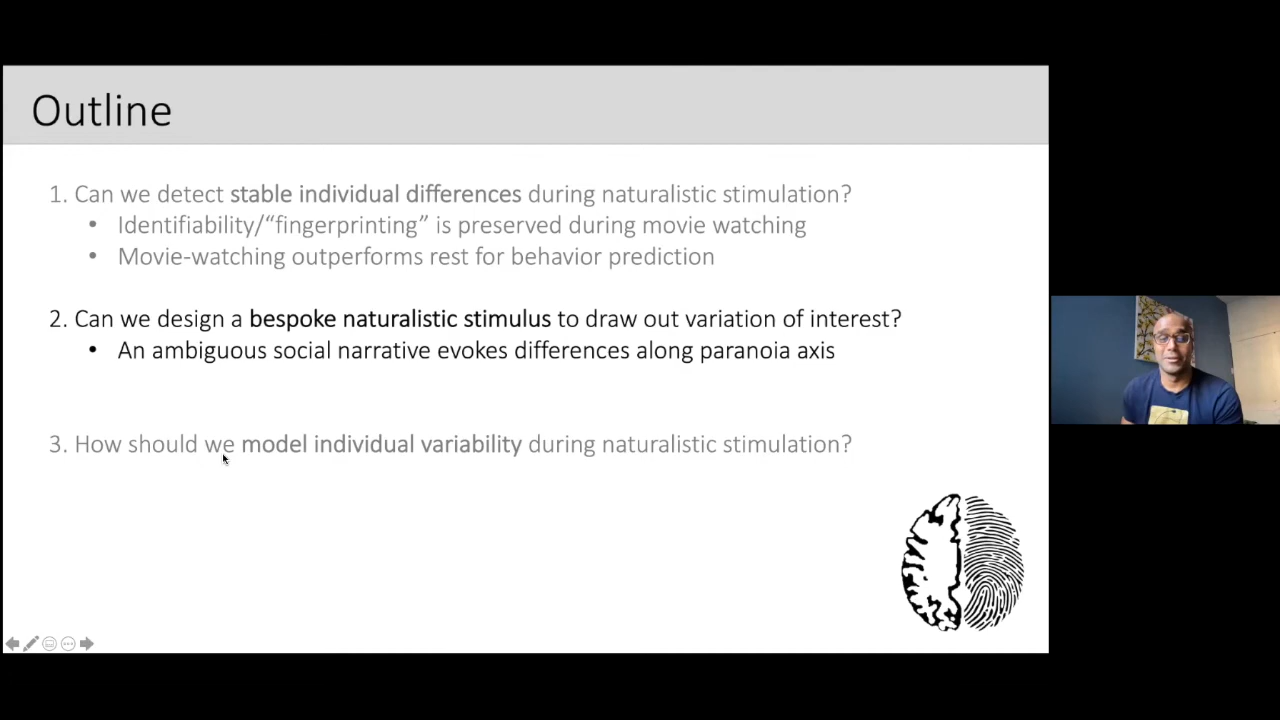 Outline
1. Can we detect stable individual differences during naturalistic stimulation?
• Identifiability/“fingerprinting” is preserved during movie watching
• Movie-watching outperforms rest for behavior prediction
2. Can we design a bespoke naturalistic stimulus to draw out variation of interest?
• An ambiguous social narrative evokes differences along paranoia axis
3. How should we model individual variability during naturalistic stimulation?